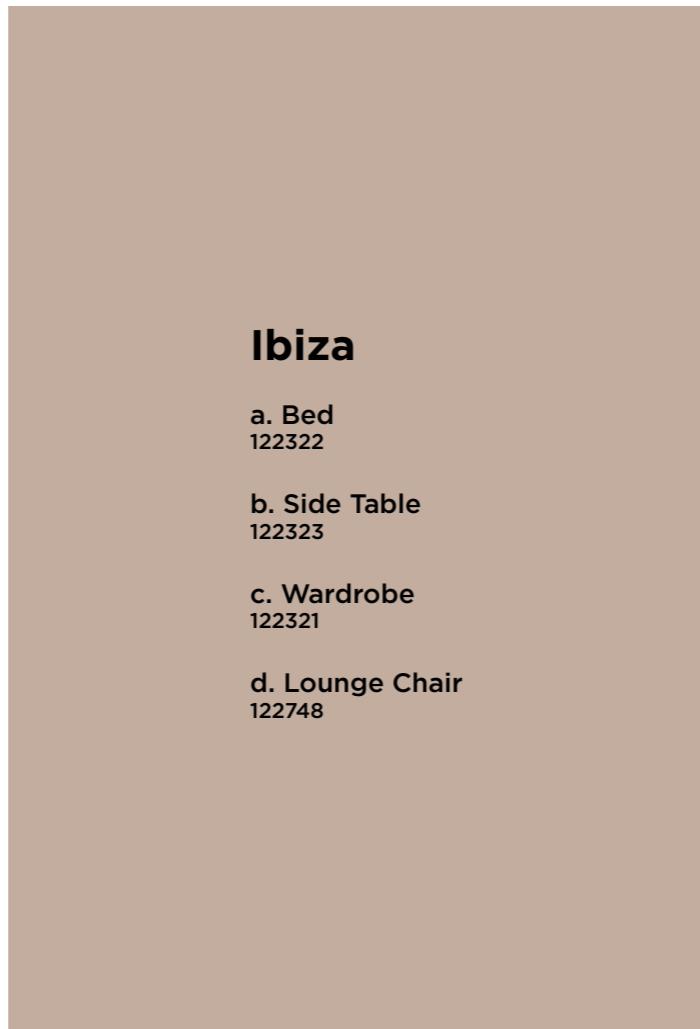 Ibiza
a. Bed
122322
b. Side Table
122323
c. Wardrobe
122321
d. Lounge Chair
122748